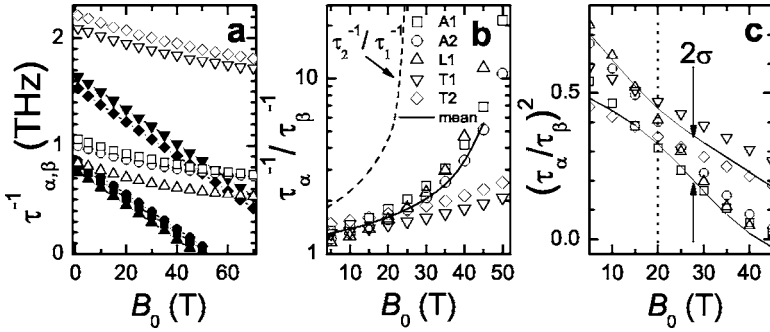 a
b
c
2
1
0
τ⁻¹α,β (THz)
0 20 40 60
B₀ (T)
τ₂⁻¹/τ₁⁻¹
A1
A2
L1
T1
T2
mean
10
1
τα⁻¹/τβ⁻¹
10 20 30 40 50
B₀ (T)
2σ
0.5
0.0
(τα/τβ)²
10 20 30 40
B₀ (T)